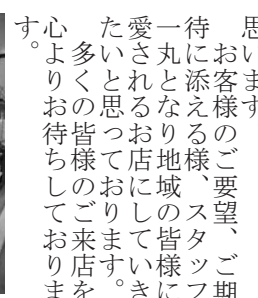 思います
お客様のご要望、ご期
待に添える様、スタッフ
一丸となり地域の皆様に
愛されるお店にしていき
たいと思っております。
多くの皆様のご来店を
心よりお待ちしておりま
す。